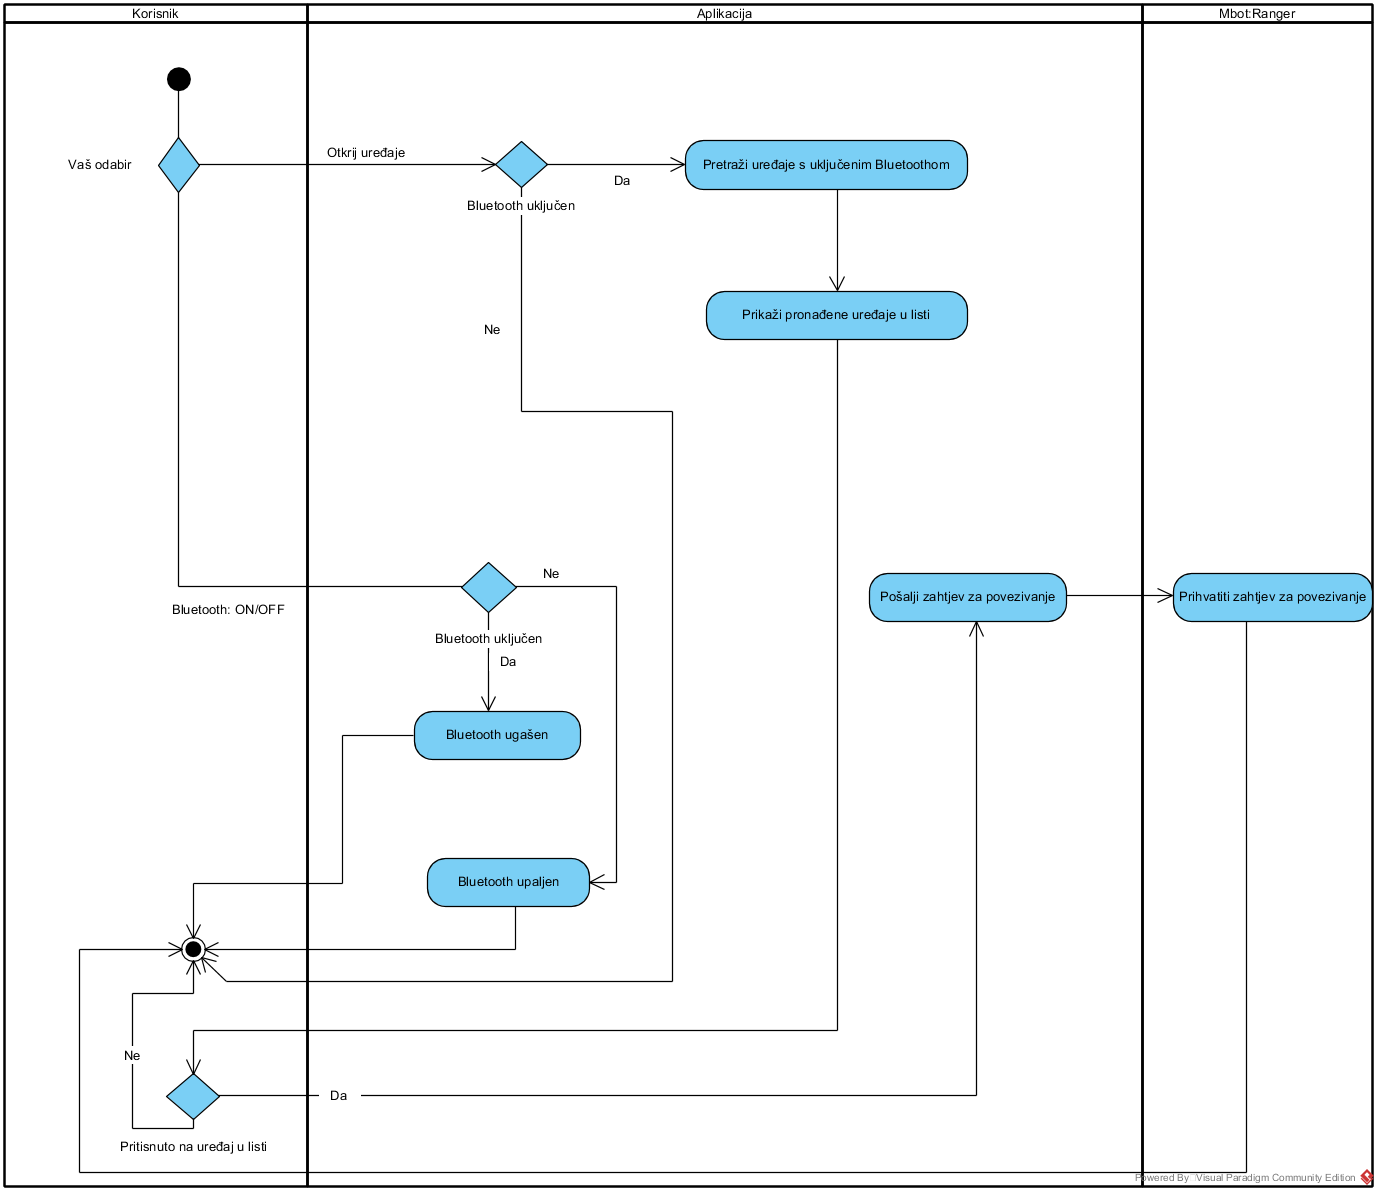 Korisnik
Aplikacija
Mbot:Ranger
Vaš odabir
Otkrij uređaje
Bluetooth uključen
Da
Pretraži uređaje s uključenim Bluetoothom
Prikaži pronađene uređaje u listi
Ne
Ne
Bluetooth: ON/OFF
Bluetooth uključen
Da
Pošalji zahtjev za povezivanje
Prihvatiti zahtjev za povezivanje
Bluetooth ugašen
Bluetooth upaljen
Ne
Da
Pritisnuto na uređaj u listi
Powered By Visual Paradigm Community Edition